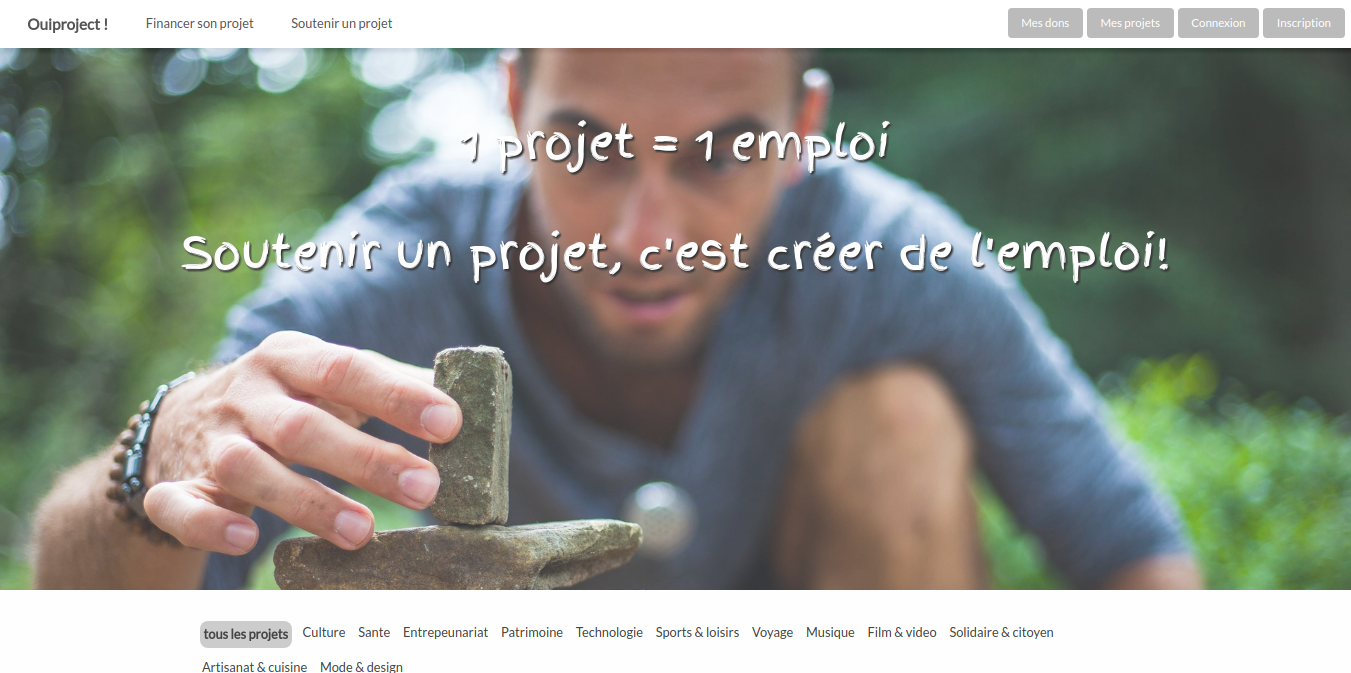 Ouiproject ! Financer son projet Soutenir un projet Mes dons Mes projets Connexion Inscription
1 projet = 1 emploi
Soutenir un projet, c'est créer de l'emploi!
tous les projets Culture Sante Entrepeunariat Patrimoine Technologie Sports & loisirs Voyage Musique Film & video Solidaire & citoyen
Artisanat & cuisine Mode & design